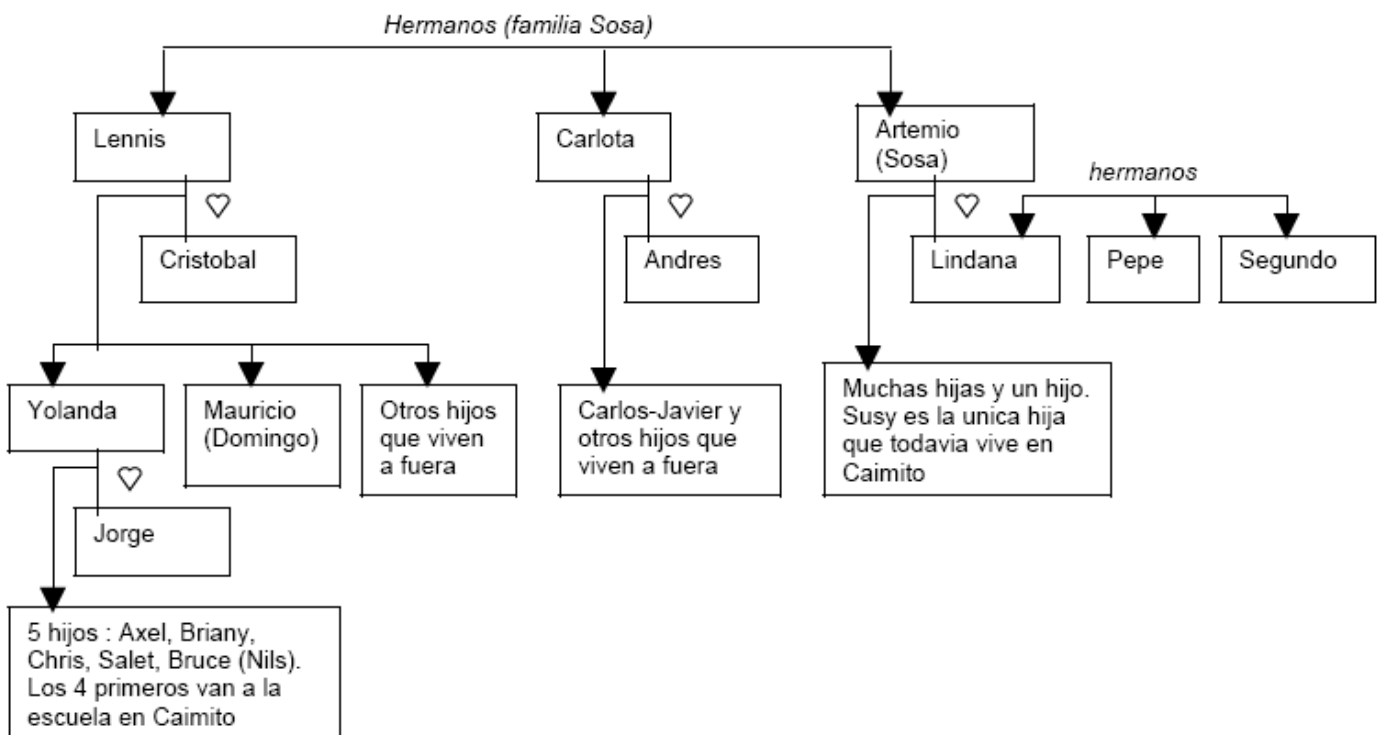 Hermanos (familia Sosa)
Lennis
Carlota
Artemio
(Sosa)
hermanos
Cristobal
Andres
Lindana
Pepe
Segundo
Yolanda
Mauricio
(Domingo)
Otros hijos
que viven
a fuera
Carlos-Javier y
otros hijos que
viven a fuera
Muchas hijas y un hijo.
Susy es la unica hija
que todavia vive en
Caimito
Jorge
5 hijos : Axel, Briany,
Chris, Salet, Bruce (Nils).
Los 4 primeros van a la
escuela en Caimito